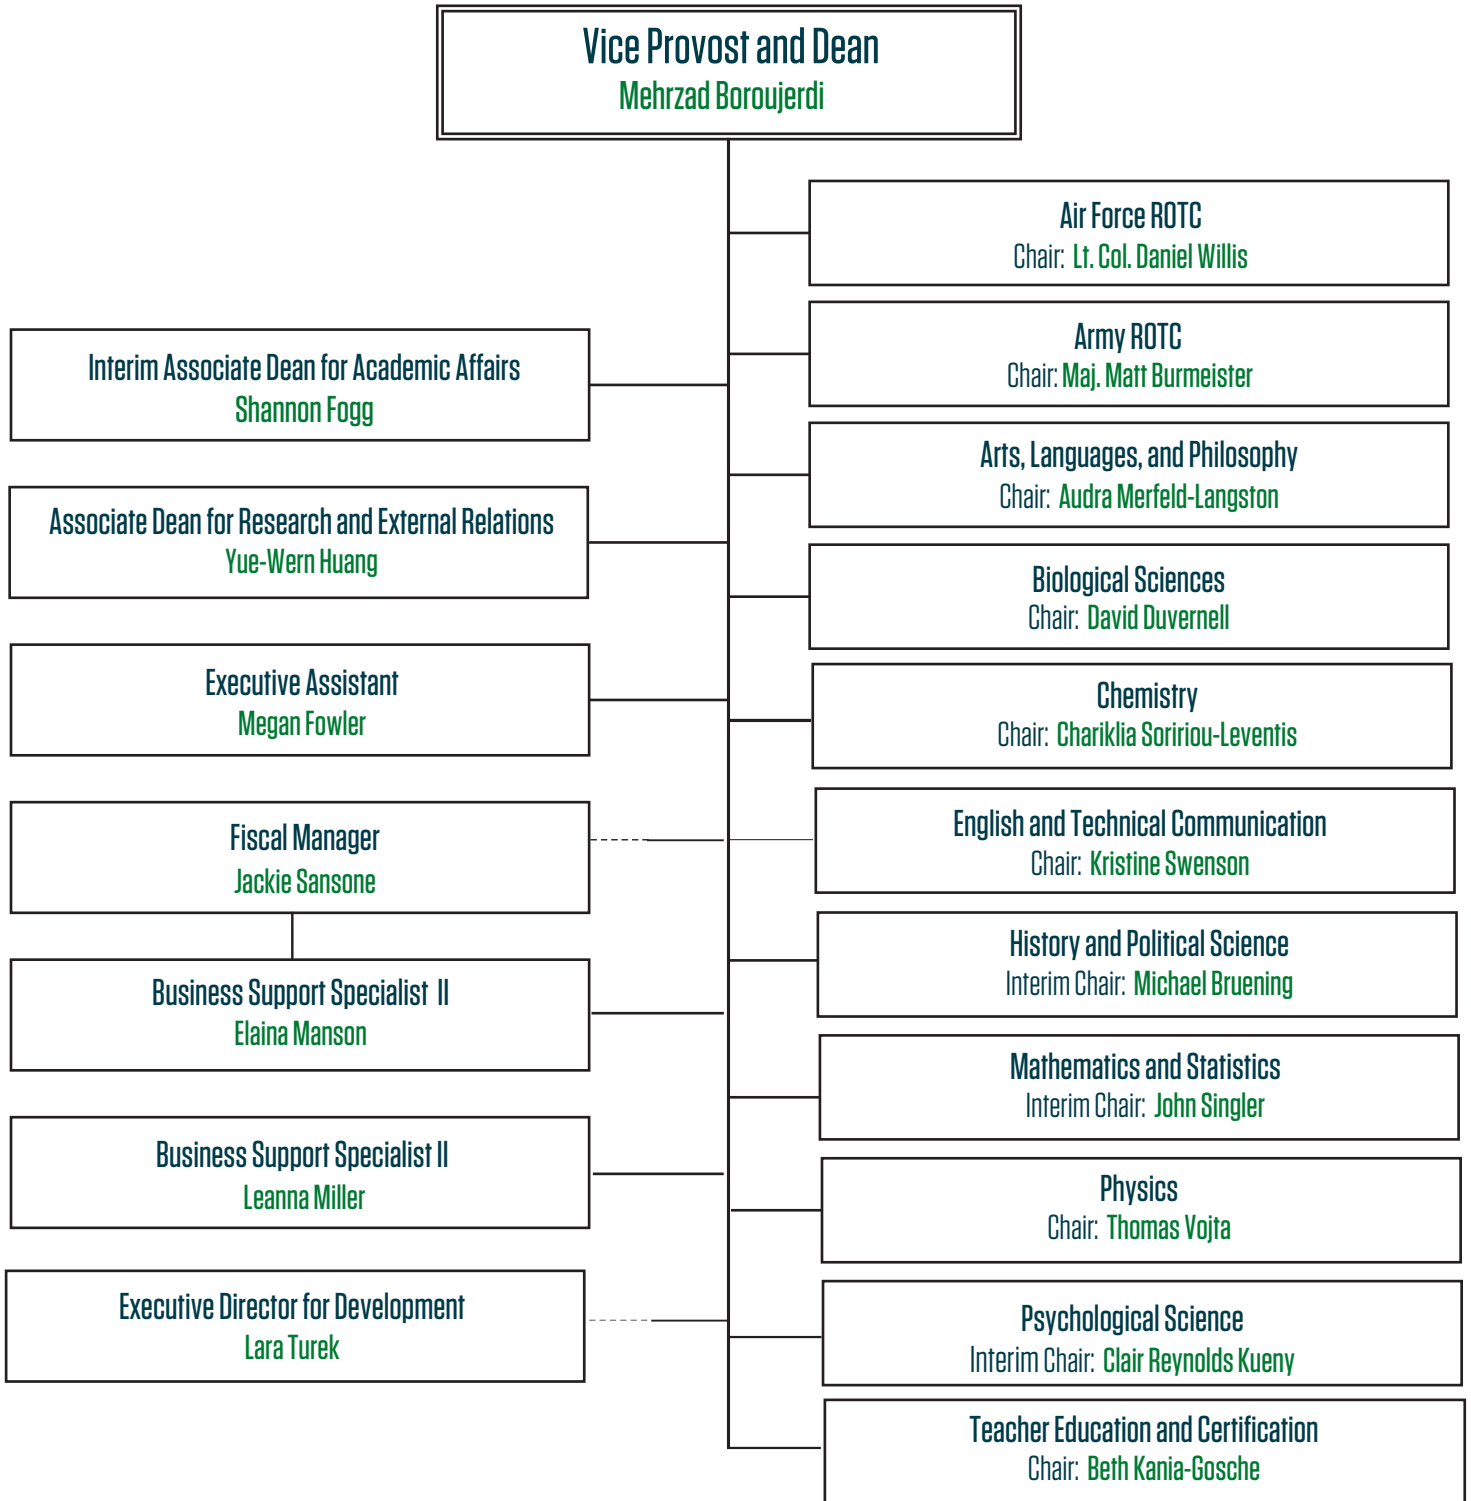 Vice Provost and Dean
Mehrzad Boroujerdi
Interim Associate Dean for Academic Affairs
Shannon Fogg
Associate Dean for Research and External Relations
Yue-Wern Huang
Executive Assistant
Megan Fowler
Fiscal Manager
Jackie Sansone
Business Support Specialist II
Elaina Manson
Business Support Specialist II
Leanna Miller
Executive Director for Development
Lara Turek
Air Force ROTC
Chair: Lt. Col. Daniel Willis
Army ROTC
Chair: Maj. Matt Burmeister
Arts, Languages, and Philosophy
Chair: Audra Merfeld-Langston
Biological Sciences
Chair: David Duvernell
Chemistry
Chair: Chariklia Soririou-Leventis
English and Technical Communication
Chair: Kristine Swenson
History and Political Science
Interim Chair: Michael Bruening
Mathematics and Statistics
Interim Chair: John Singler
Physics
Chair: Thomas Vojta
Psychological Science
Interim Chair: Clair Reynolds Kueny
Teacher Education and Certification
Chair: Beth Kania-Gosche